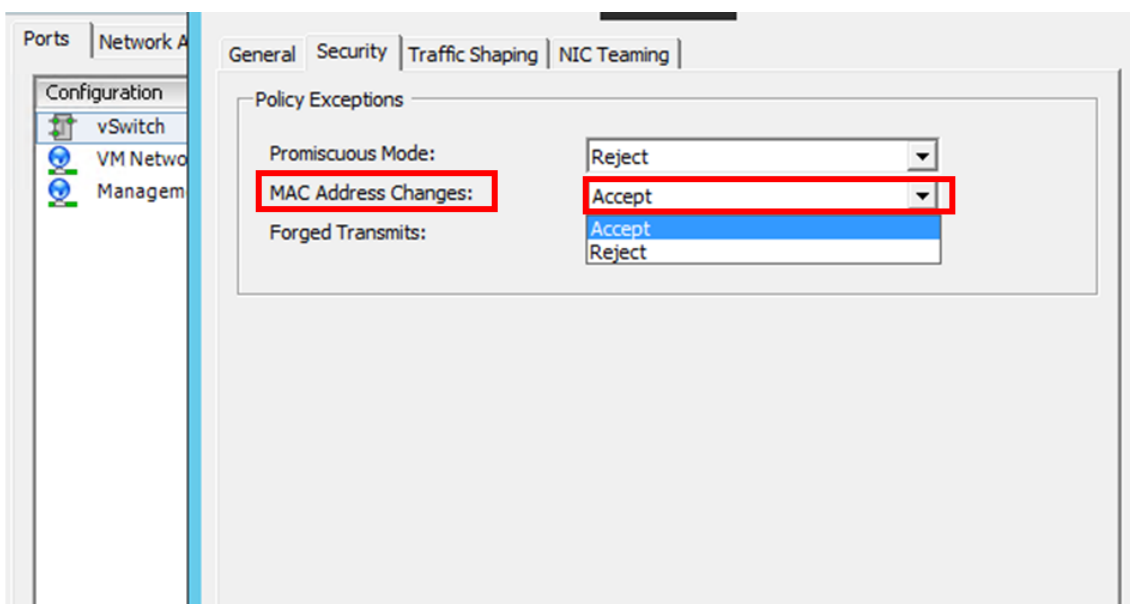 Ports Network A
Configuration
vSwitch
VM Netwo
Managem
General Security Traffic Shaping NIC Teaming
Policy Exceptions
Promiscuous Mode: Reject
MAC Address Changes: Accept
Forged Transmits: Accept
Reject